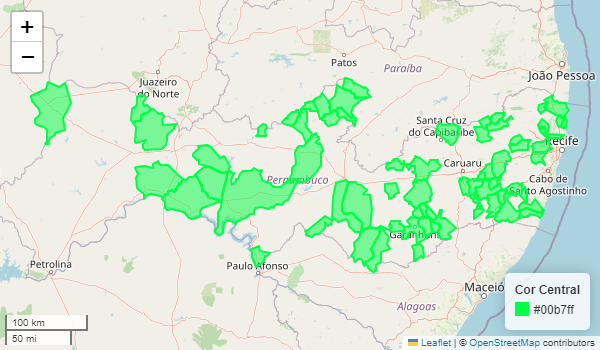 +
−
Patos
Paraíba
João Pessoa
Juazeiro
do Norte
Santa Cruz
do Capibaribe
Recife
Caruaru
Cabo de
Santo Agostinho
Pernambuco
Garanhuns
Petrolina
Paulo Afonso
Maceió
Alagoas
Cor Central
#00b7ff
100 km
50 mi
Leaflet | © OpenStreetMap contributors